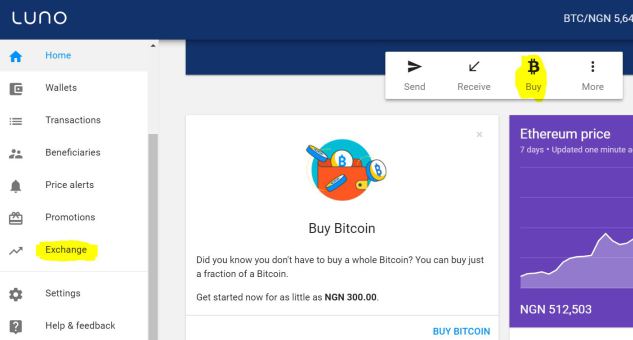 LUNO
BTC/NGN 5,64
Home
Wallets
Transactions
Beneficiaries
Price alerts
Promotions
Exchange
Settings
Help & feedback
Send
Receive
Buy
More
Buy Bitcoin
Did you know you don't have to buy a whole Bitcoin? You can buy just
a fraction of a Bitcoin.
Get started now for as little as NGN 300.00.
BUY BITCOIN
Ethereum price
7 days • Updated one minute a
NGN 512,503